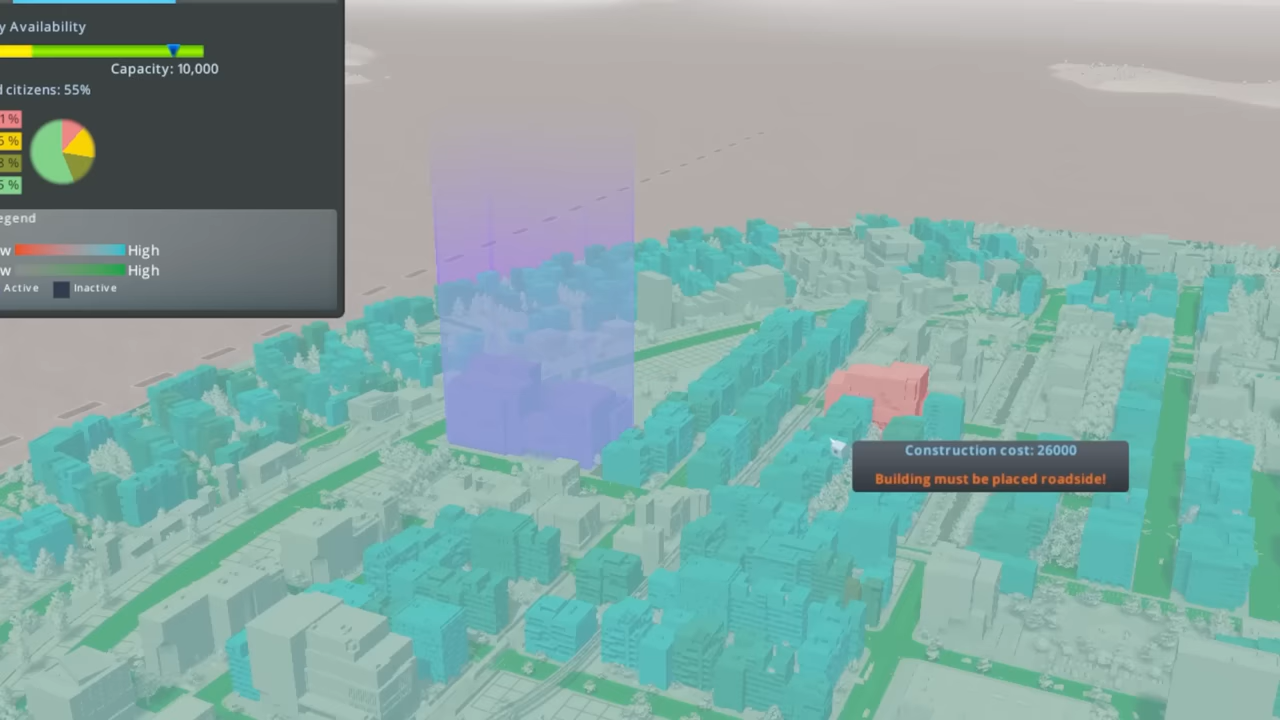 y Availability
Capacity: 10,000
d citizens: 55%
1%
5 %
8 %
5 %
egend
w High
w High
Active Inactive
Construction cost: 26000
Building must be placed roadside!